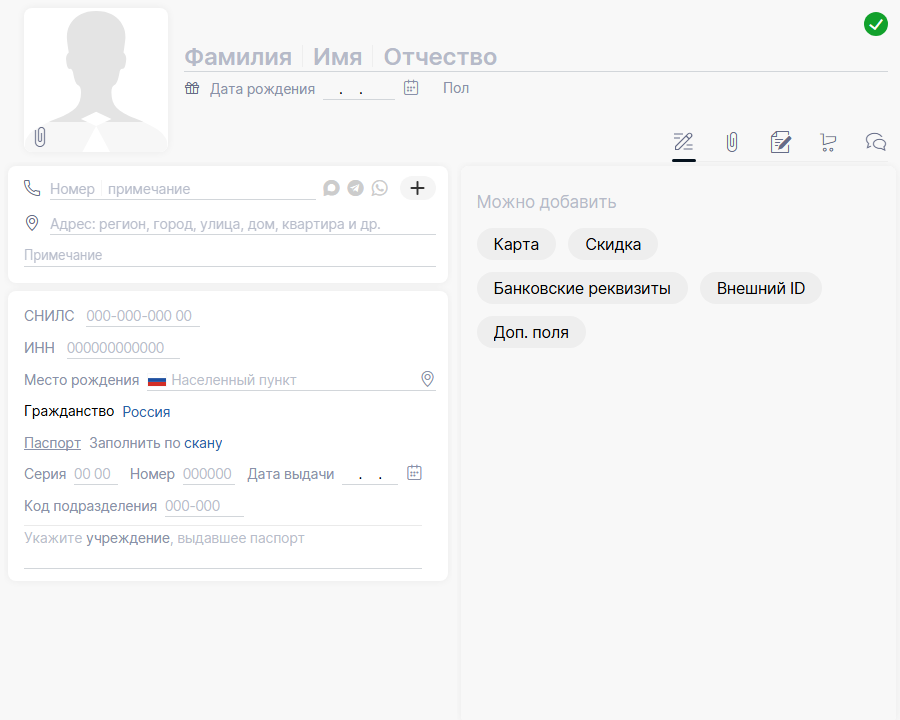 Фамилия Имя Отчество
Дата рождения . . Пол
Номер примечание
Адрес: регион, город, улица, дом, квартира и др.
Примечание
СНИЛС 000-000-000 00
ИНН 000000000000
Место рождения Населенный пункт
Гражданство Россия
Паспорт Заполнить по скану
Серия 00 00 Номер 000000 Дата выдачи . .
Код подразделения 000-000
Укажите учреждение, выдавшее паспорт
Можно добавить
Карта Скидка
Банковские реквизиты Внешний ID
Доп. поля